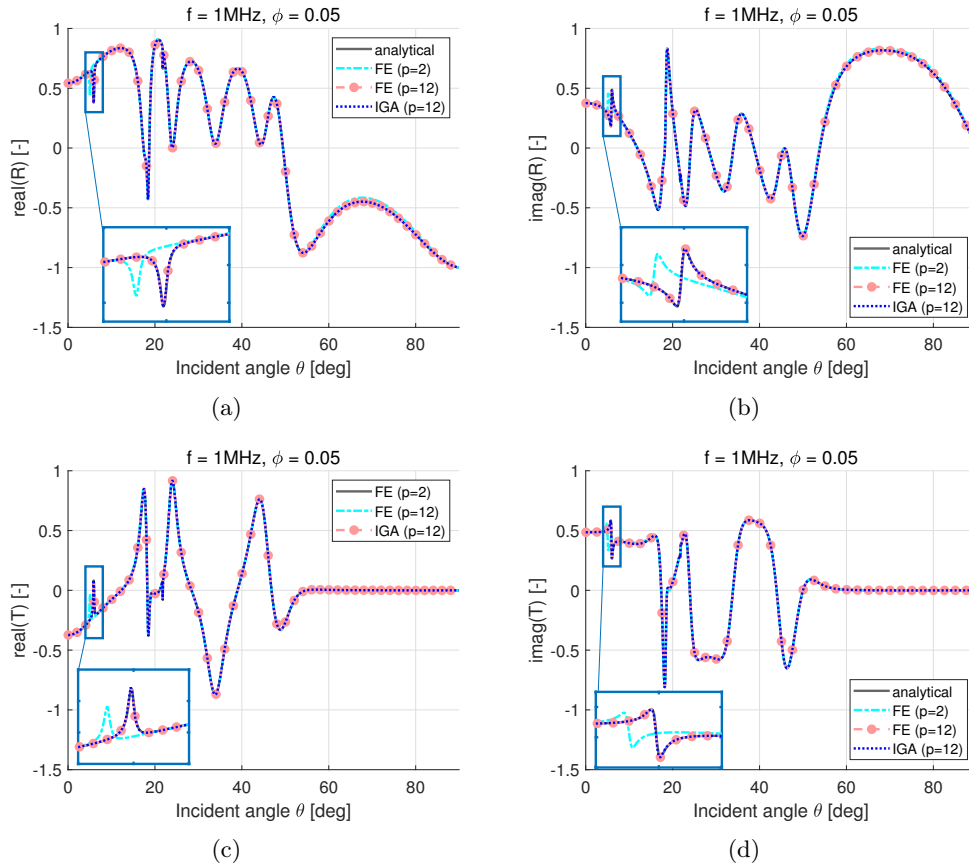 f = 1MHz, ϕ = 0.05
real(R) [-]
1
0.5
0
-0.5
-1
-1.5
analytical
FE (p=2)
FE (p=12)
IGA (p=12)
0 20 40 60 80
Incident angle θ [deg]
(a)
f = 1MHz, ϕ = 0.05
imag(R) [-]
1
0.5
0
-0.5
-1
-1.5
analytical
FE (p=2)
FE (p=12)
IGA (p=12)
0 20 40 60 80
Incident angle θ [deg]
(b)
f = 1MHz, ϕ = 0.05
real(T) [-]
1
0.5
0
-0.5
-1
-1.5
FE (p=2)
FE (p=12)
IGA (p=12)
0 20 40 60 80
Incident angle θ [deg]
(c)
f = 1MHz, ϕ = 0.05
imag(T) [-]
1
0.5
0
-0.5
-1
-1.5
analytical
FE (p=2)
FE (p=12)
IGA (p=12)
0 20 40 60 80
Incident angle θ [deg]
(d)